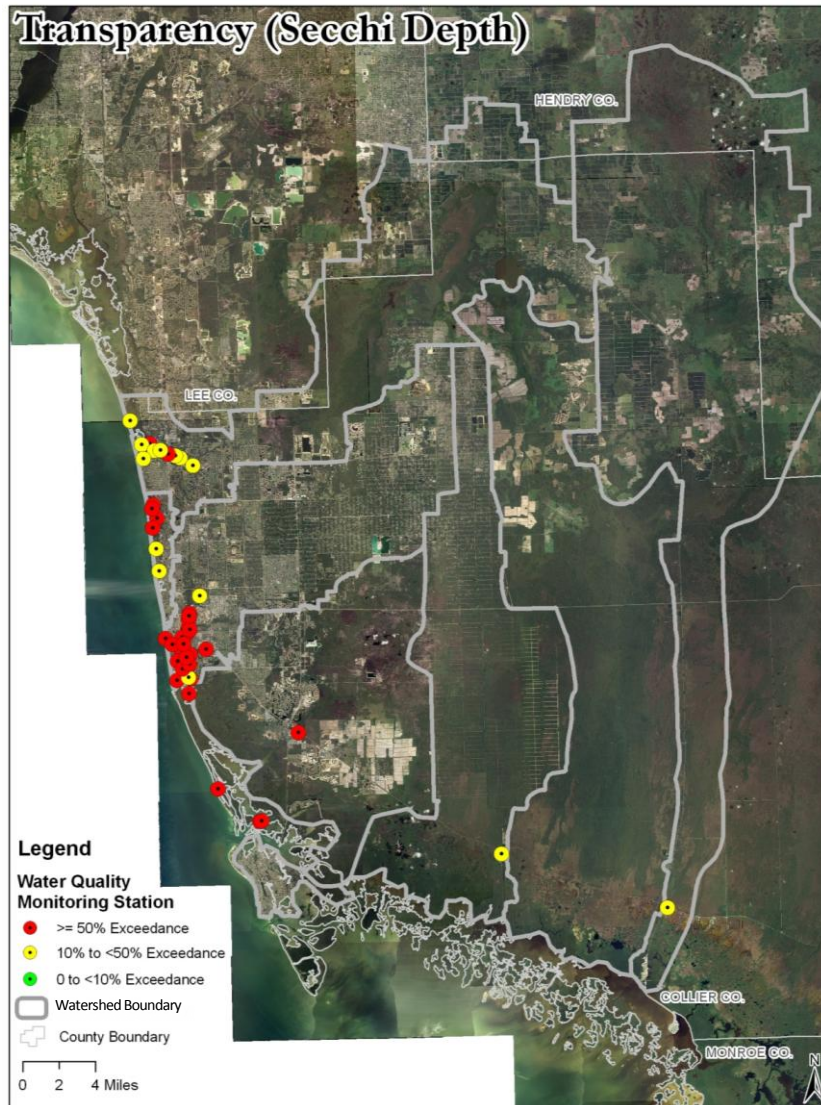 Transparency (Secchi Depth)
HENDRY CO.
LEE CO.
Legend
Water Quality
Monitoring Station
>= 50% Exceedance
10% to <50% Exceedance
0 to <10% Exceedance
Watershed Boundary
County Boundary
0 2 4 Miles
COLLIER CO.
MONROE CO.
N